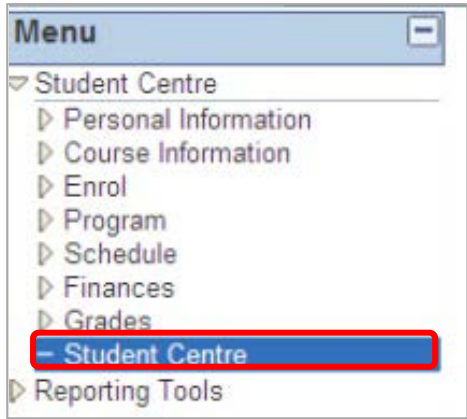 Menu
Student Centre
Personal Information
Course Information
Enrol
Program
Schedule
Finances
Grades
Student Centre
Reporting Tools